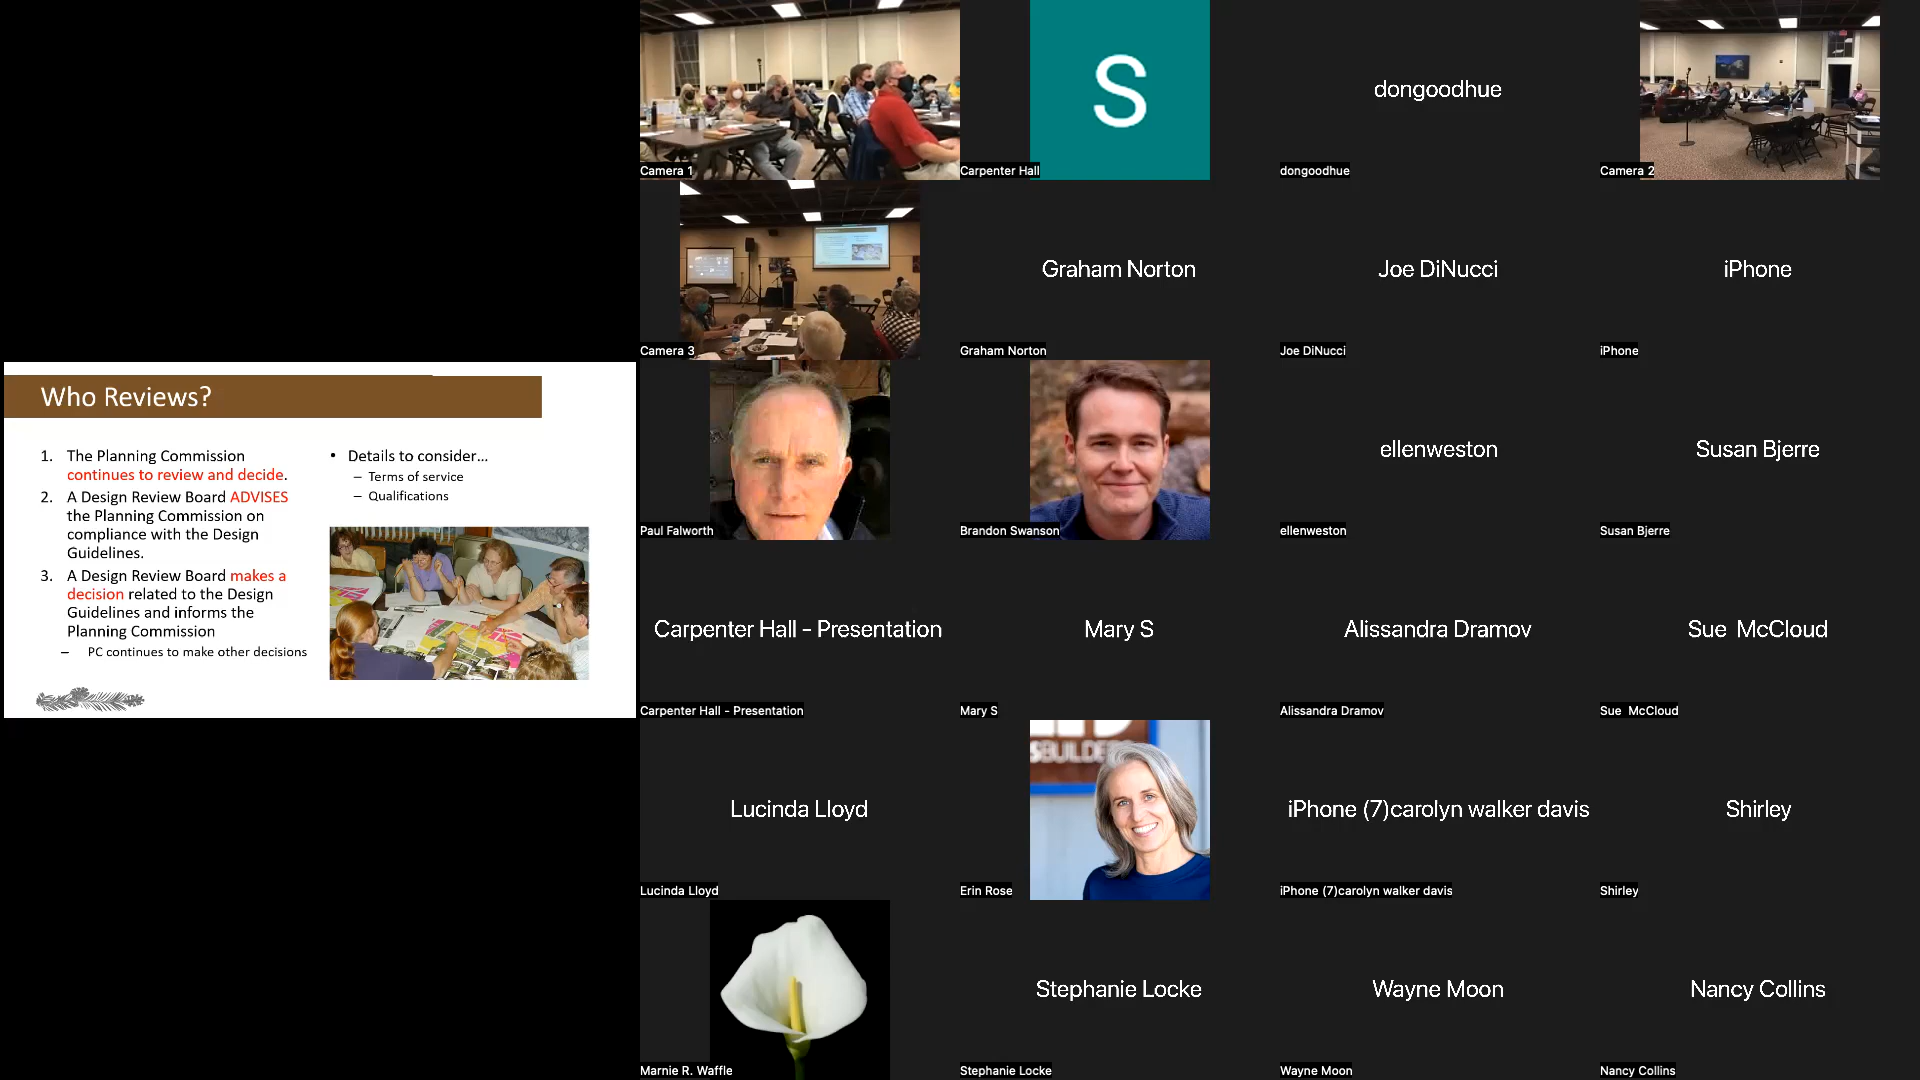 Who Reviews?
1. The Planning Commission
continues to review and decide.
2. A Design Review Board ADVISES
the Planning Commission on
compliance with the Design
Guidelines.
3. A Design Review Board makes a
decision related to the Design
Guidelines and informs the
Planning Commission
– PC continues to make other decisions
• Details to consider...
– Terms of service
– Qualifications
Camera 1
S
Carpenter Hall
dongoodhue
dongoodhue
Camera 2
Camera 3
Graham Norton
Graham Norton
Joe DiNucci
Joe DiNucci
iPhone
iPhone
Paul Falworth
Brandon Swanson
ellenweston
ellenweston
Susan Bjerre
Susan Bjerre
Carpenter Hall - Presentation
Carpenter Hall - Presentation
Mary S
Mary S
Alissandra Dramov
Alissandra Dramov
Sue McCloud
Sue McCloud
Lucinda Lloyd
Lucinda Lloyd
Erin Rose
iPhone (7)carolyn walker davis
iPhone (7)carolyn walker davis
Shirley
Shirley
Marnie R. Waffle
Stephanie Locke
Stephanie Locke
Wayne Moon
Wayne Moon
Nancy Collins
Nancy Collins